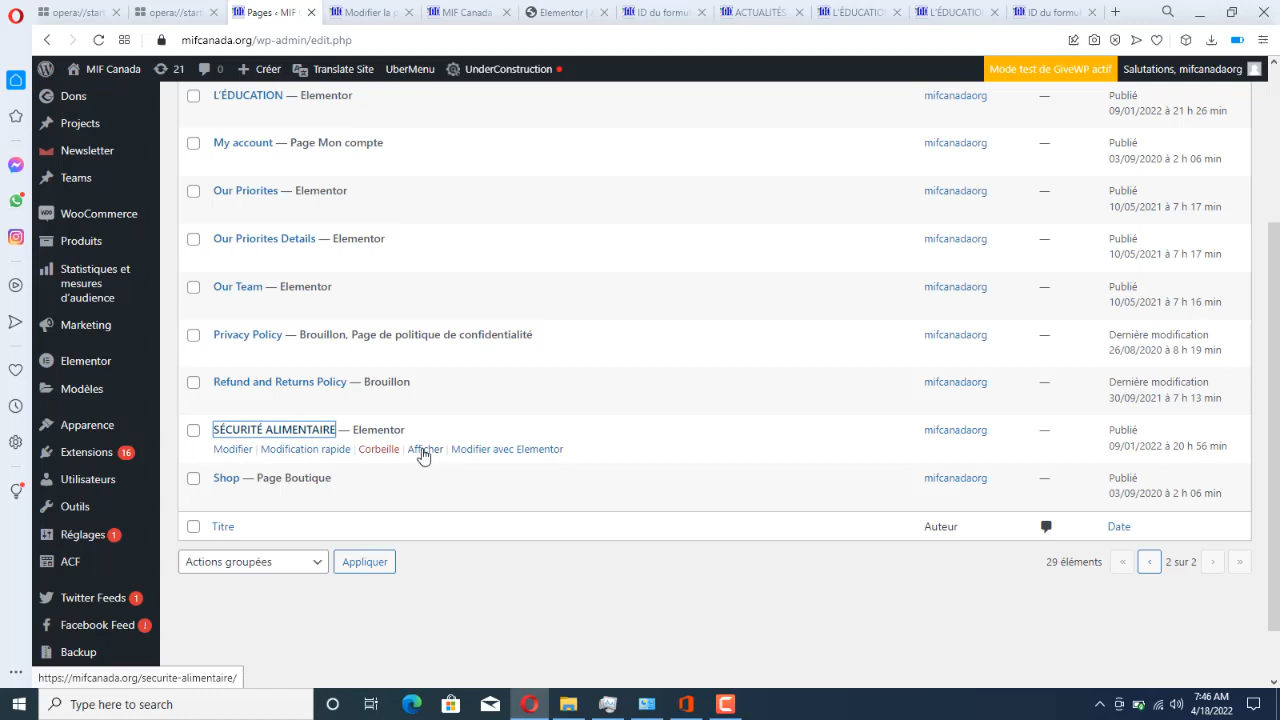 opera://start
opera://start
Pages ‹ MIF
Modifier la p
MIF Canada
Elementor | A
ID du formul
ACTUALITÉS
L'ÉDUCATION
L'ÉDUCATION
ID du formul
mifcanada.org/wp-admin/edit.php
MIF Canada
21
0
Créer
Translate Site
UberMenu
UnderConstruction
Mode test de GiveWP actif
Salutations, mifcanadaorg
Dons
Projects
Newsletter
Teams
WooCommerce
Produits
Statistiques et
mesures
d'audience
Marketing
Elementor
Modèles
Apparence
Extensions 16
Utilisateurs
Outils
Réglages 1
ACF
Twitter Feeds 1
Facebook Feed !
Backup
L'ÉDUCATION — Elementor mifcanadaorg — Publié
09/01/2022 à 21 h 26 min
My account — Page Mon compte mifcanadaorg — Publié
03/09/2020 à 2 h 06 min
Our Priorites — Elementor mifcanadaorg — Publié
10/05/2021 à 7 h 17 min
Our Priorites Details — Elementor mifcanadaorg — Publié
10/05/2021 à 7 h 17 min
Our Team — Elementor mifcanadaorg — Publié
10/05/2021 à 7 h 16 min
Privacy Policy — Brouillon, Page de politique de confidentialité mifcanadaorg — Dernière modification
26/08/2020 à 8 h 19 min
Refund and Returns Policy — Brouillon mifcanadaorg — Dernière modification
30/09/2021 à 7 h 13 min
SÉCURITÉ ALIMENTAIRE — Elementor mifcanadaorg — Publié
Modifier | Modification rapide | Corbeille | Afficher | Modifier avec Elementor 09/01/2022 à 20 h 56 min
Shop — Page Boutique mifcanadaorg — Publié
03/09/2020 à 2 h 06 min
Titre Auteur Date
Actions groupées Appliquer 29 éléments « ‹ 2 sur 2 › »
https://mifcanada.org/securite-alimentaire/
Type here to search
7:46 AM
4/18/2022